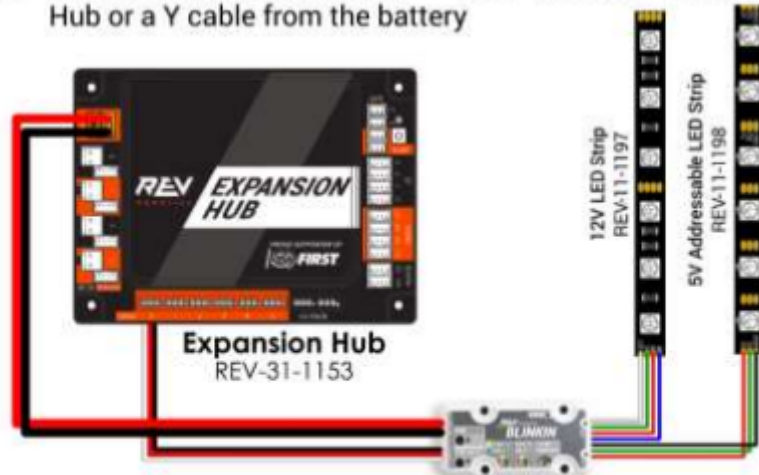 Hub or a Y cable from the battery
REV
EXPANSION
HUB
FIRST
Expansion Hub
REV-31-1153
12V LED Strip
REV-11-1197
5V Addressable LED Strip
REV-11-1198
BLINKIN